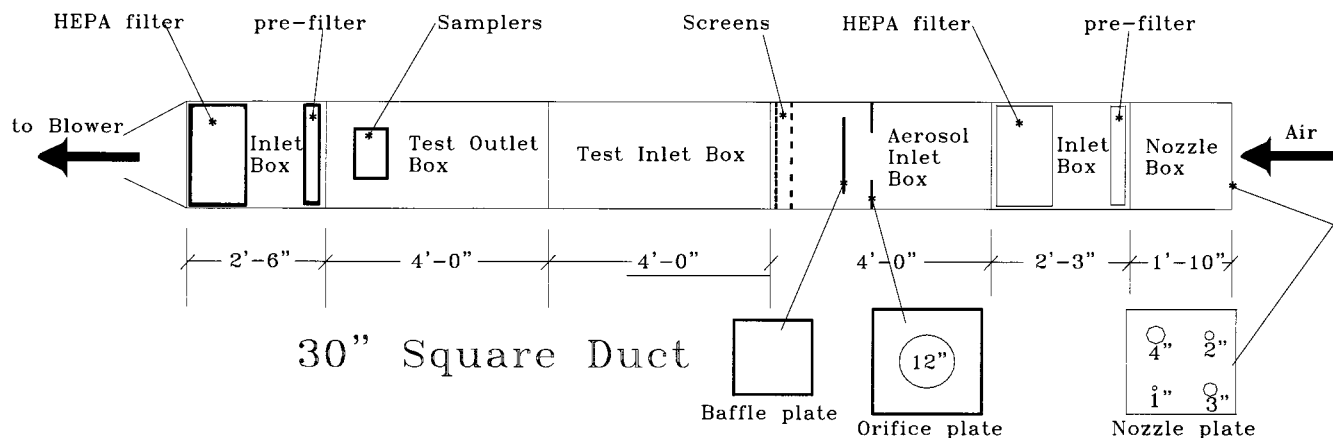 HEPA filter
pre-filter
Samplers
Screens
HEPA filter
pre-filter
to Blower
Inlet
Box
Test Outlet
Box
Test Inlet Box
Aerosol
Inlet
Box
Inlet
Box
Nozzle
Box
Air
2'-6"
4'-0"
4'-0"
4'-0"
2'-3"
1'-10"
30" Square Duct
12"
4"
2"
1"
3"
Baffle plate
Orifice plate
Nozzle plate